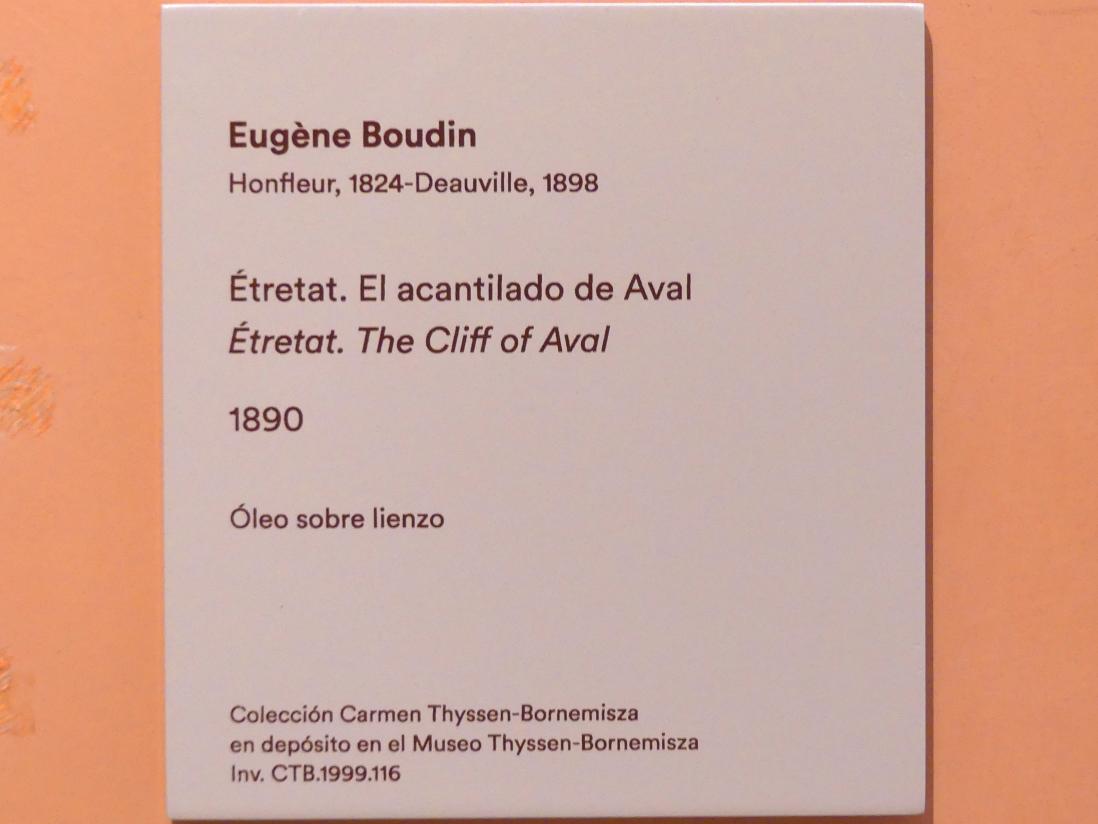 Eugène Boudin
Honfleur, 1824-Deauville, 1898
Étretat. El acantilado de Aval
Étretat. The Cliff of Aval
1890
Óleo sobre lienzo
Colección Carmen Thyssen-Bornemisza
en depósito en el Museo Thyssen-Bornemisza
Inv. CTB.1999.116